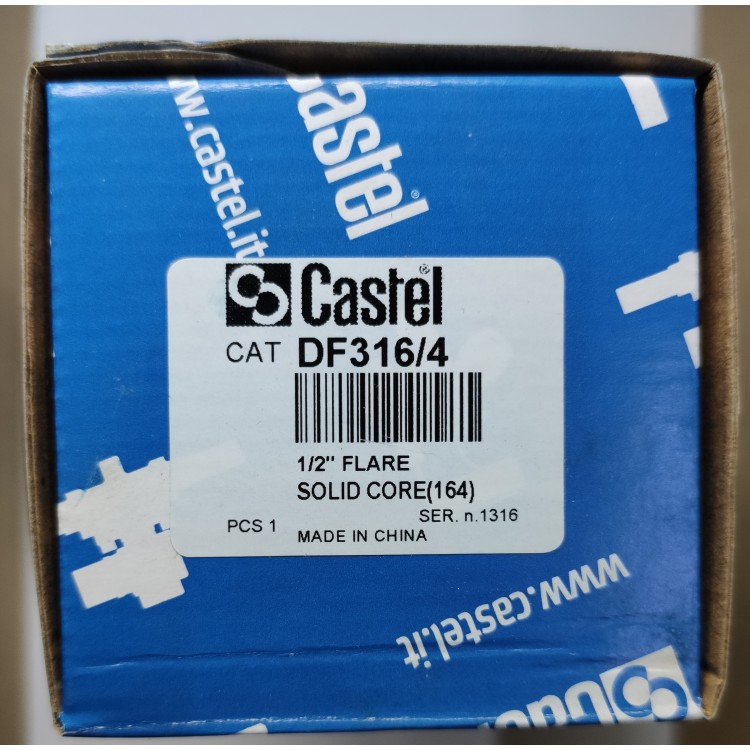 www.castel.it
Castel®
Castel®
CAT DF316/4
1/2" FLARE
SOLID CORE(164)
SER. n.1316
PCS 1
MADE IN CHINA
www.castel.it